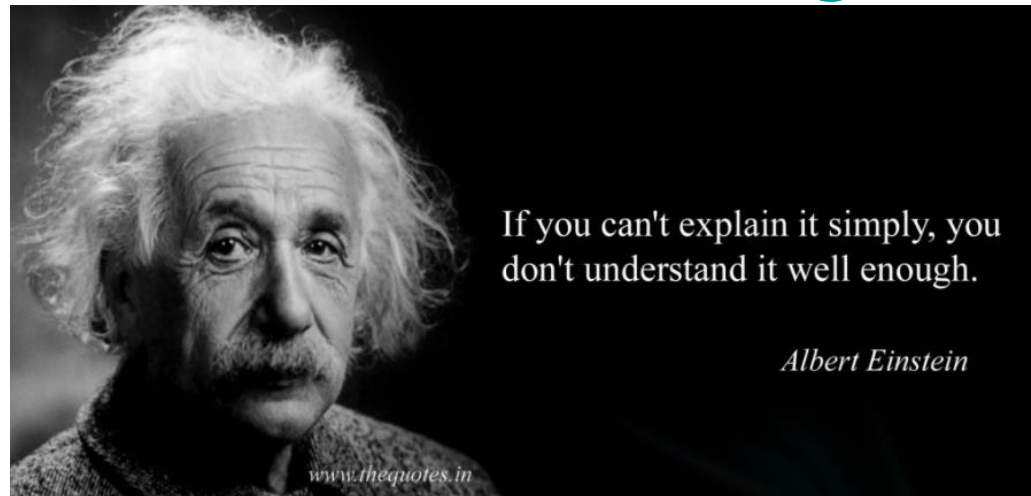 If you can't explain it simply, you
don't understand it well enough.
Albert Einstein
www.thequotes.in